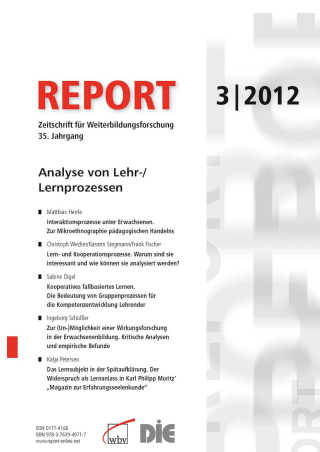 REPORT 3|2012
Zeitschrift für Weiterbildungsforschung
35. Jahrgang
Analyse von Lehr-/
Lernprozessen
Matthias Herrle
Interaktionsprozesse unter Erwachsenen.
Zur Mikroethnographie pädagogischen Handelns
Christoph Wecker/Karsten Stegmann/Frank Fischer
Lern- und Kooperationsprozesse. Warum sind sie
interessant und wie können sie analysiert werden?
Sabine Digel
Kooperatives fallbasiertes Lernen.
Die Bedeutung von Gruppenprozessen für
die Kompetenzentwicklung Lehrender
Ingeborg Schüßler
Zur (Un-)Möglichkeit einer Wirkungsforschung
in der Erwachsenenbildung. Kritische Analysen
und empirische Befunde
Katja Petersen
Das Lernsubjekt in der Spätaufklärung. Der
Widerspruch als Lernanlass in Karl Philipp Moritz'
„Magazin zur Erfahrungsseelenkunde"
ISSN 0177-4166
ISBN 978-3-7639-4971-7
www.report-online.net
wbv
DIE